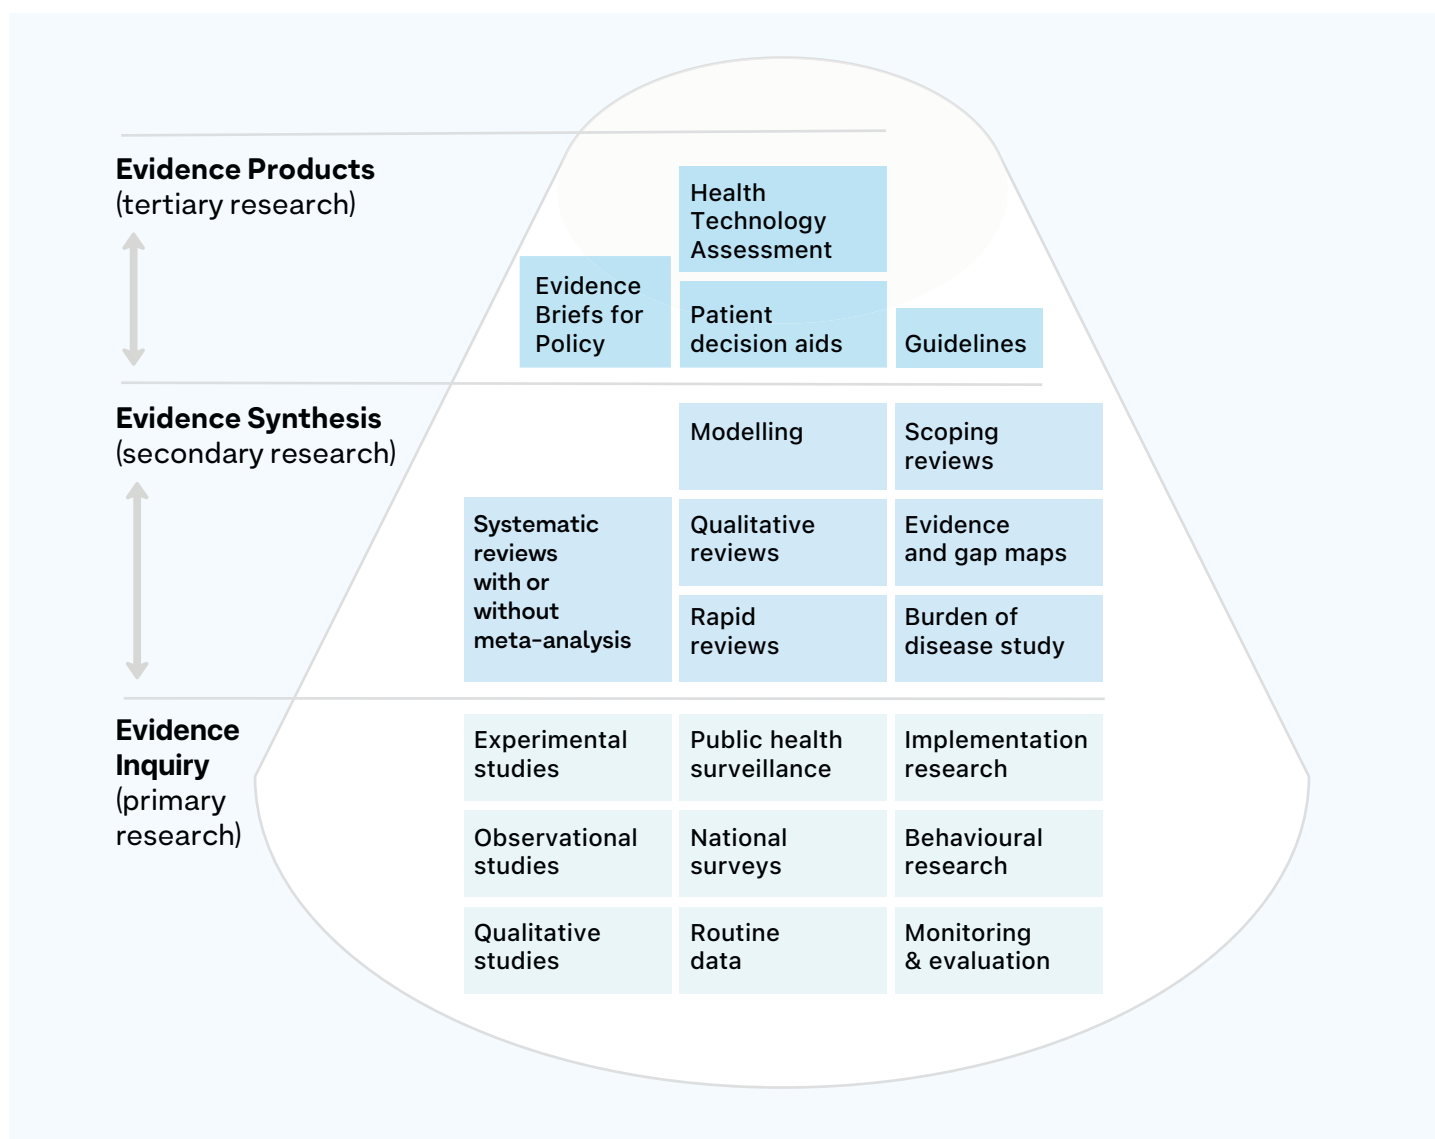 Evidence Products
(tertiary research)
Health
Technology
Assessment
Evidence
Briefs for
Policy
Patient
decision aids
Guidelines
Evidence Synthesis
(secondary research)
Modelling
Scoping
reviews
Systematic
reviews
with or
without
meta-analysis
Qualitative
reviews
Evidence
and gap maps
Rapid
reviews
Burden of
disease study
Evidence
Inquiry
(primary
research)
Experimental
studies
Public health
surveillance
Implementation
research
Observational
studies
National
surveys
Behavioural
research
Qualitative
studies
Routine
data
Monitoring
& evaluation